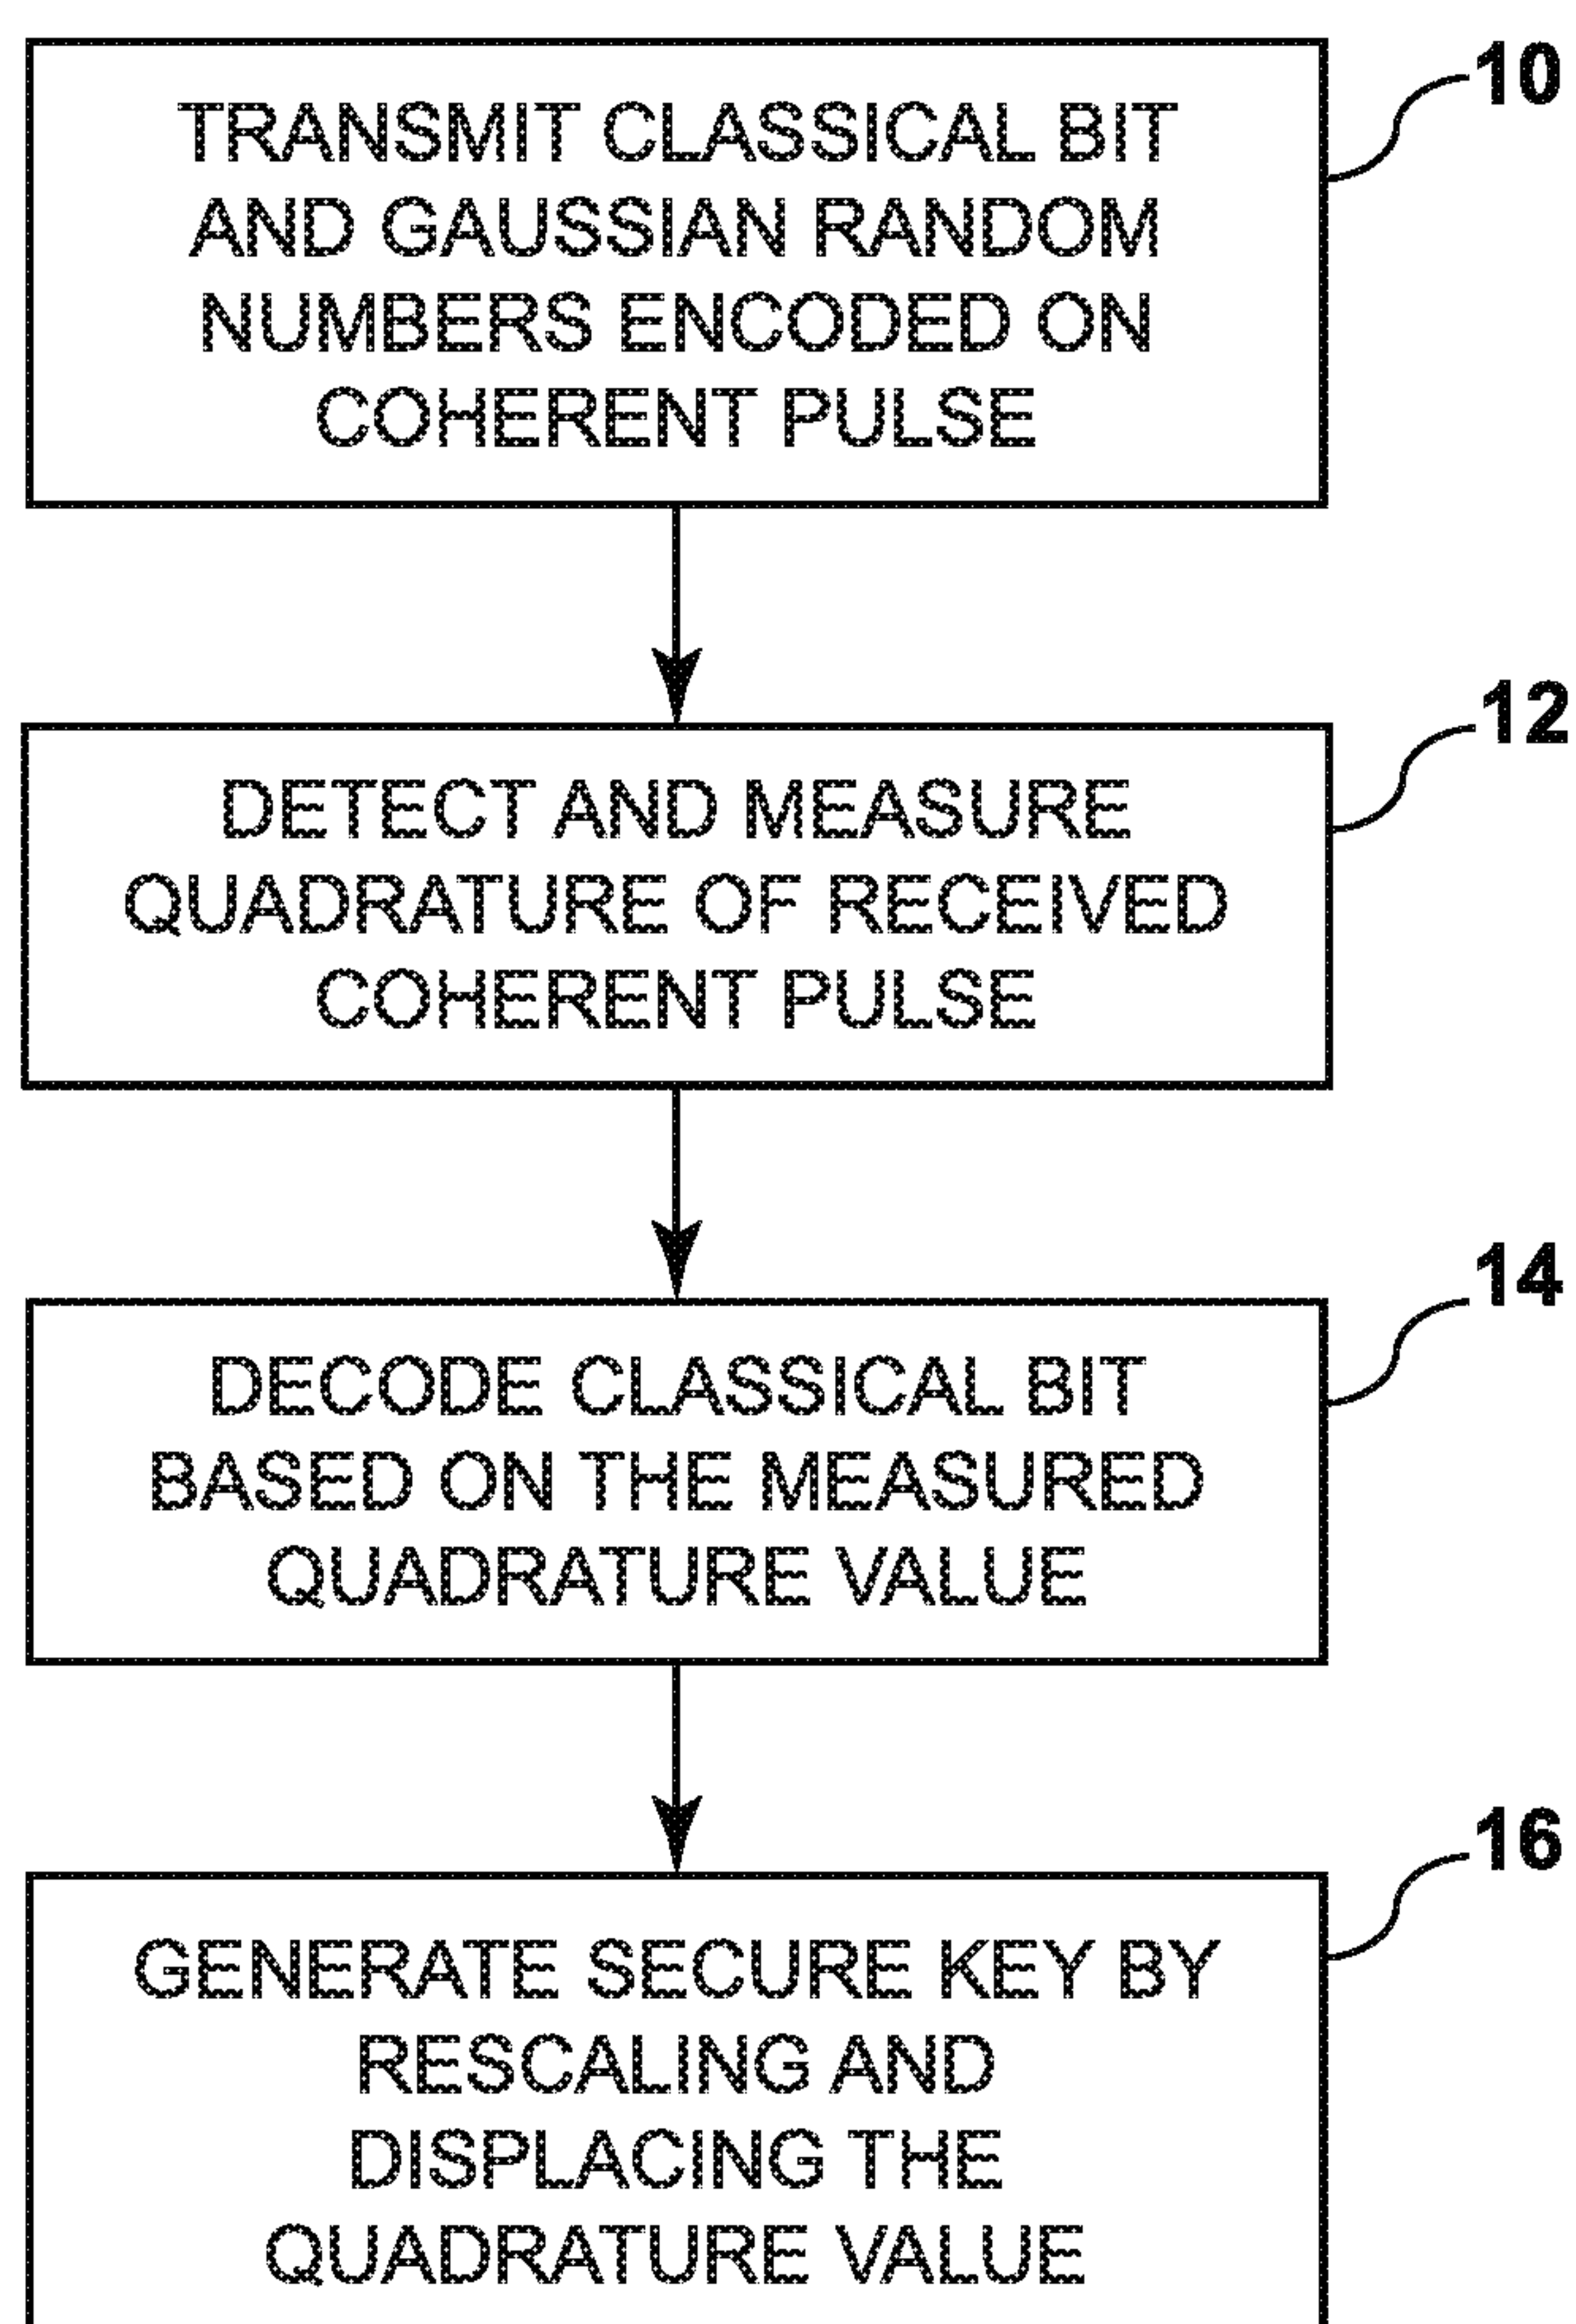 10
TRANSMIT CLASSICAL BIT
AND GAUSSIAN RANDOM
NUMBERS ENCODED ON
COHERENT PULSE
12
DETECT AND MEASURE
QUADRATURE OF RECEIVED
COHERENT PULSE
14
DECODE CLASSICAL BIT
BASED ON THE MEASURED
QUADRATURE VALUE
16
GENERATE SECURE KEY BY
RESCALING AND
DISPLACING THE
QUADRATURE VALUE